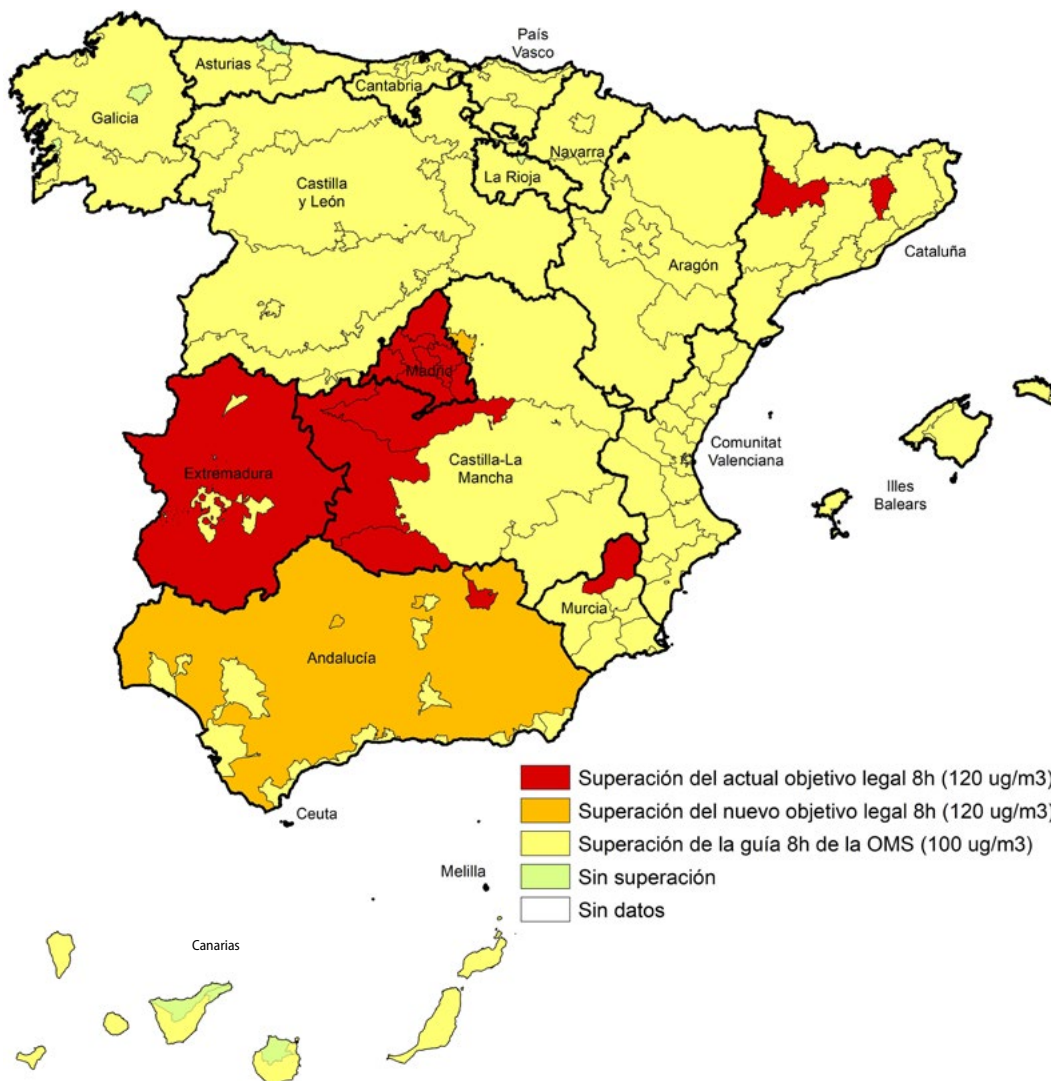 País
Vasco
Asturias
Cantabria
Galicia
Navarra
La Rioja
Castilla
y León
Cataluña
Aragón
Madrid
Comunitat
Valenciana
Castilla-La
Mancha
Extremadura
Illes
Balears
Murcia
Andalucía
Superación del actual objetivo legal 8h (120 ug/m3)
Superación del nuevo objetivo legal 8h (120 ug/m3)
Ceuta
Superación de la guía 8h de la OMS (100 ug/m3)
Melilla
Sin superación
Sin datos
Canarias